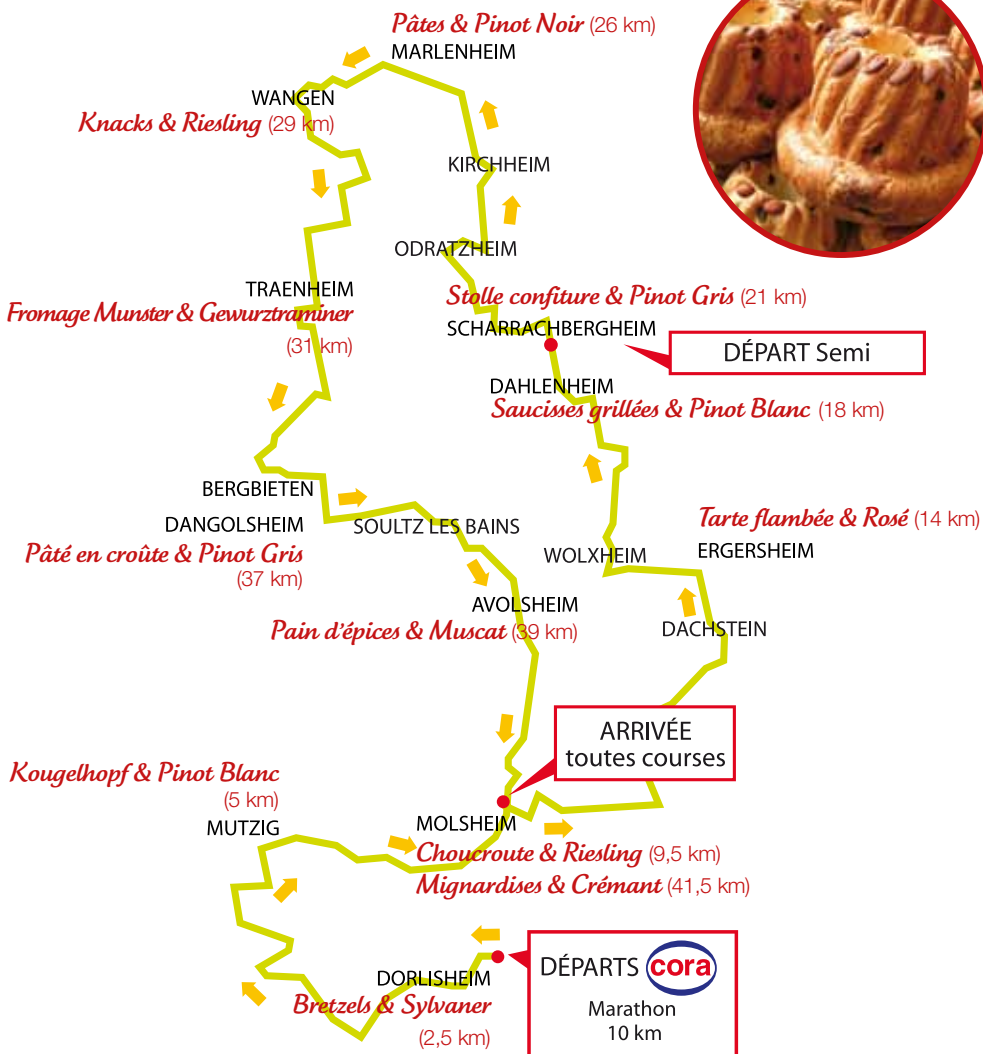 Pâtes & Pinot Noir (26 km)
MARLENHEIM
WANGEN
Knacks & Riesling (29 km)
KIRCHHEIM
ODRATZHEIM
TRAENHEIM
Fromage Munster & Gewurztraminer
(31 km)
Stolle confiture & Pinot Gris (21 km)
SCHARRACHBERGHEIM
DÉPART Semi
DAHLENHEIM
Saucisses grillées & Pinot Blanc (18 km)
BERGBIETEN
DANGOLSHEIM
Pâté en croûte & Pinot Gris
(37 km)
SOULTZ LES BAINS
Tarte flambée & Rosé (14 km)
ERGERSHEIM
WOLXHEIM
AVOLSHEIM
Pain d'épices & Muscat (39 km)
DACHSTEIN
ARRIVÉE
toutes courses
Kougelhopf & Pinot Blanc
(5 km)
MUTZIG
MOLSHEIM
Choucroute & Riesling (9,5 km)
Mignardises & Crémant (41,5 km)
DORLISHEIM
Bretzels & Sylvaner
(2,5 km)
DÉPARTS cora
Marathon
10 km